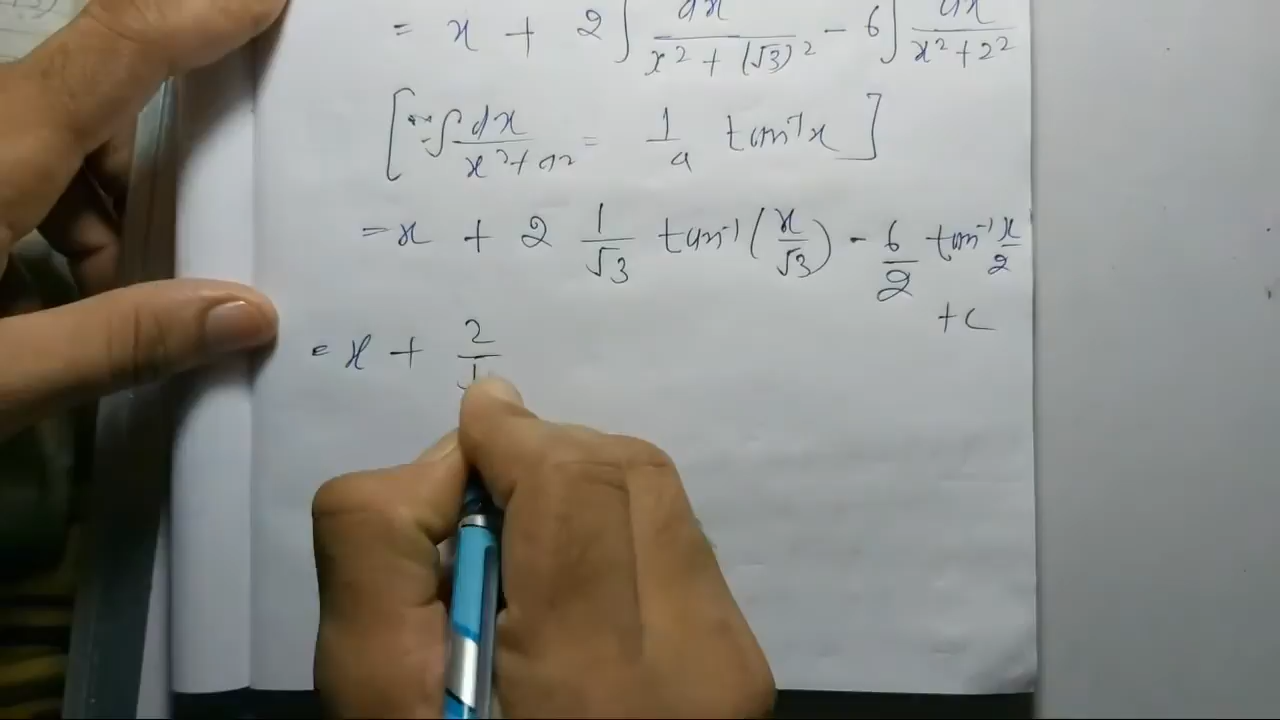 = x + 2∫ dx/(x² + (√3)²) - 6∫ dx/(x² + 2²)
[∵ ∫ dx/(x² + a²) = 1/a tan⁻¹x]
= x + 2 1/√3 tan⁻¹(x/√3) - 6/2 tan⁻¹ x/2
+ c
= x + 2/